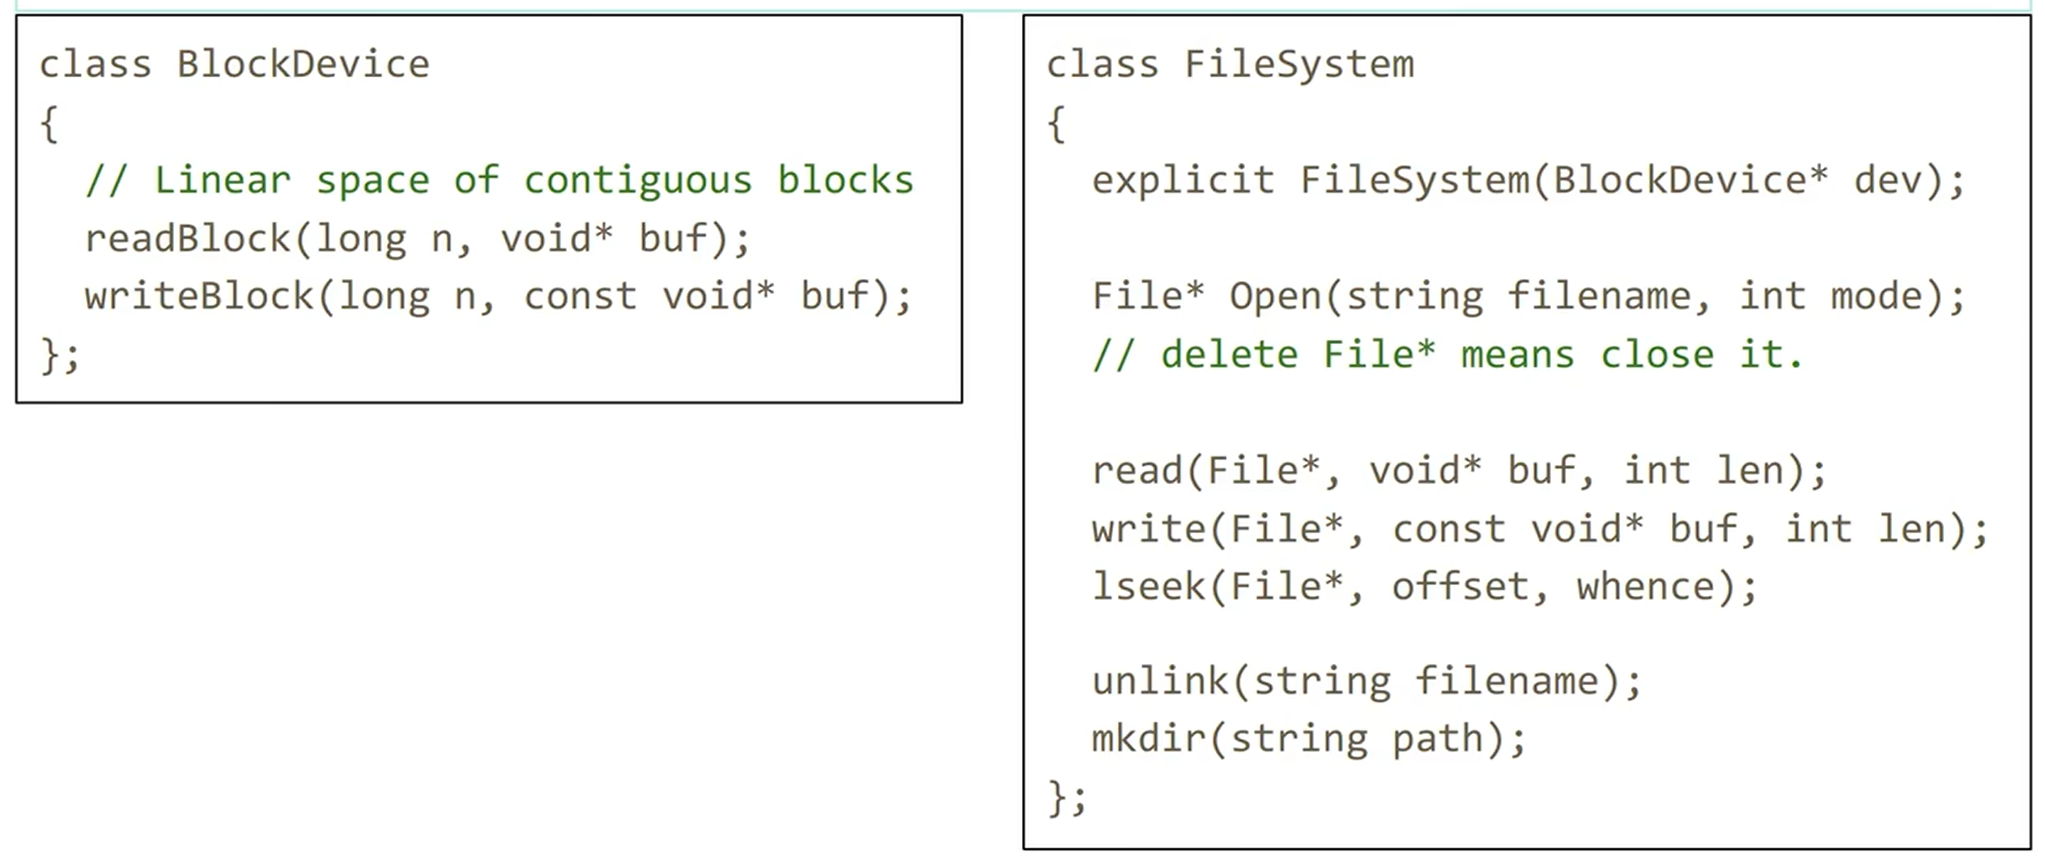 class BlockDevice
{
// Linear space of contiguous blocks
readBlock(long n, void* buf);
writeBlock(long n, const void* buf);
};
class FileSystem
{
explicit FileSystem(BlockDevice* dev);
File* Open(string filename, int mode);
// delete File* means close it.
read(File*, void* buf, int len);
write(File*, const void* buf, int len);
lseek(File*, offset, whence);
unlink(string filename);
mkdir(string path);
};